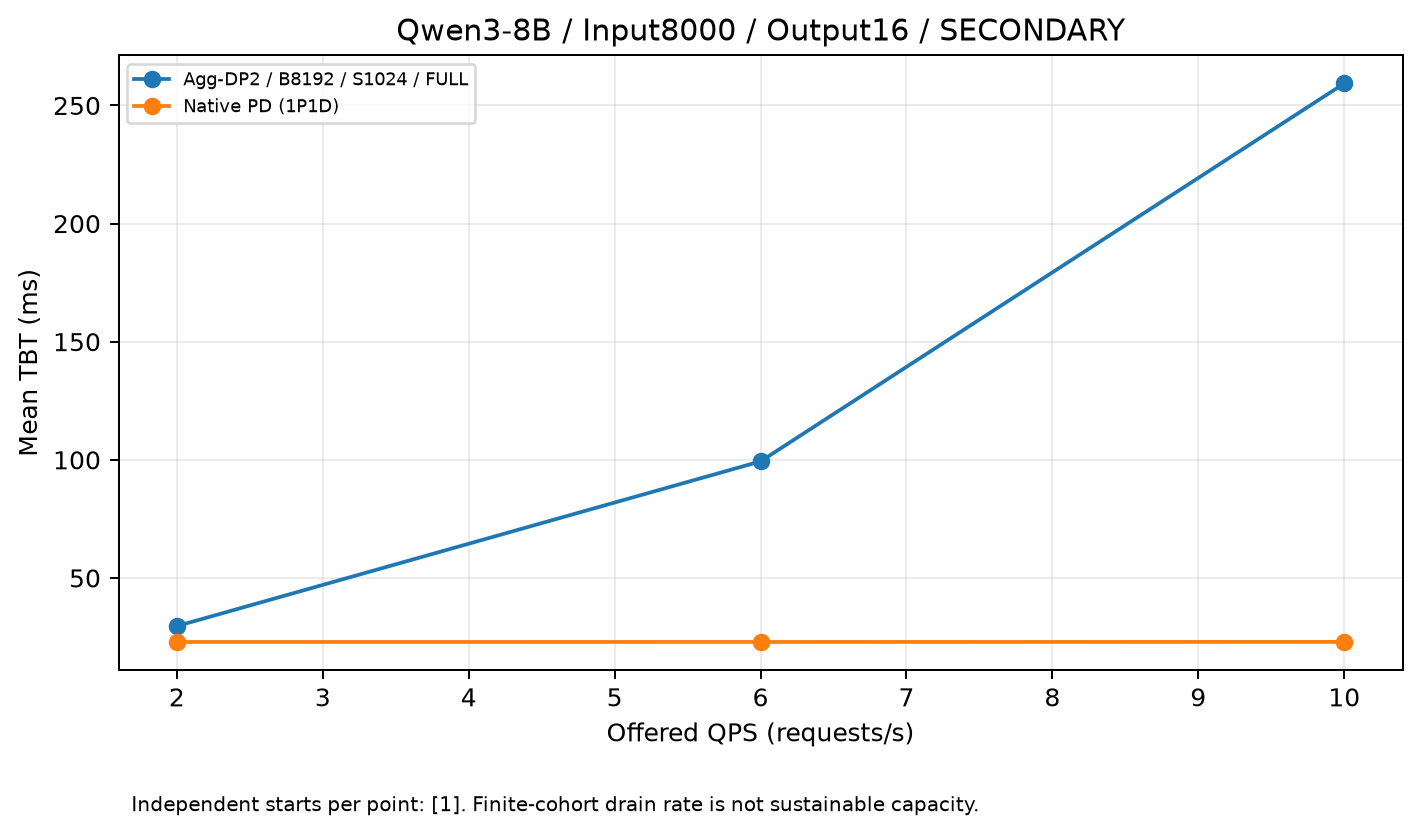 Qwen3-8B / Input8000 / Output16 / SECONDARY
Agg-DP2 / B8192 / S1024 / FULL
Native PD (1P1D)
Mean TBT (ms)
250
200
150
100
50
2 3 4 5 6 7 8 9 10
Offered QPS (requests/s)
Independent starts per point: [1]. Finite-cohort drain rate is not sustainable capacity.